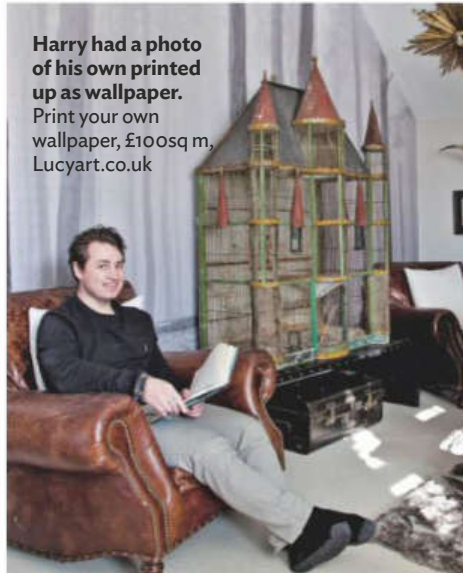 Harry had a photo
of his own printed
up as wallpaper.
Print your own
wallpaper, £100sq m,
Lucyart.co.uk